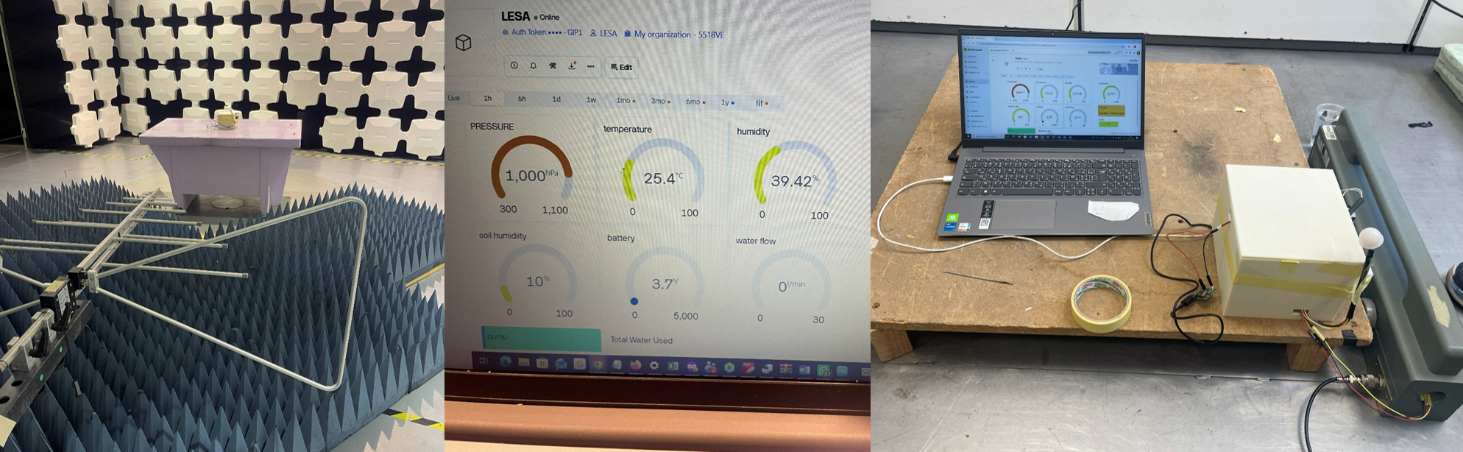 LESA Online
Auth Token •••• - GIP1 LESA My organization - 5518VE
Edit
Live 1h 6h 1d 1w 1mo 3mo 6mo 1y
PRESSURE temperature humidity
1,000hPa 25.4°C 39.42%
300 1,100 0 100 0 100
soil humidity battery water flow
10% 3.7V 0l/min
0 100 0 5,000 0 30
pump Total Water Used